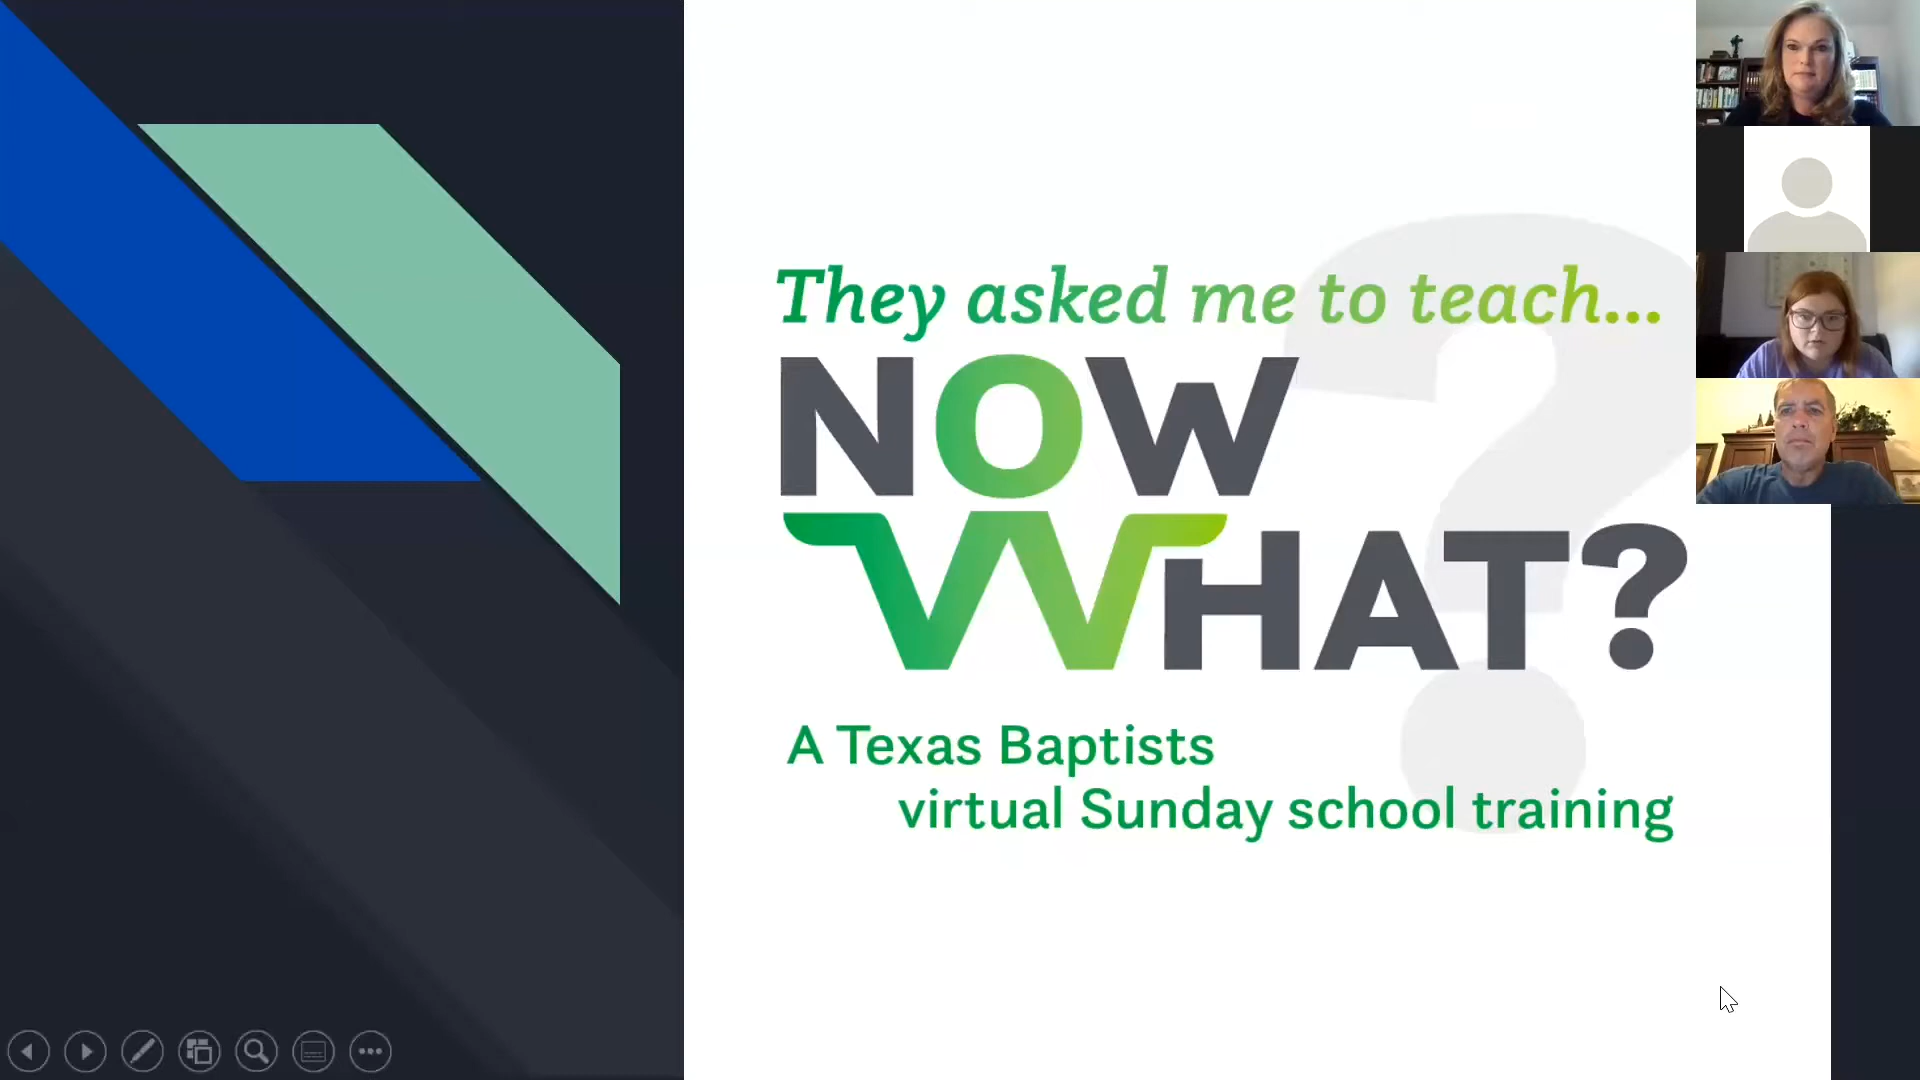 They asked me to teach...
NOW
WHAT?
A Texas Baptists
virtual Sunday school training